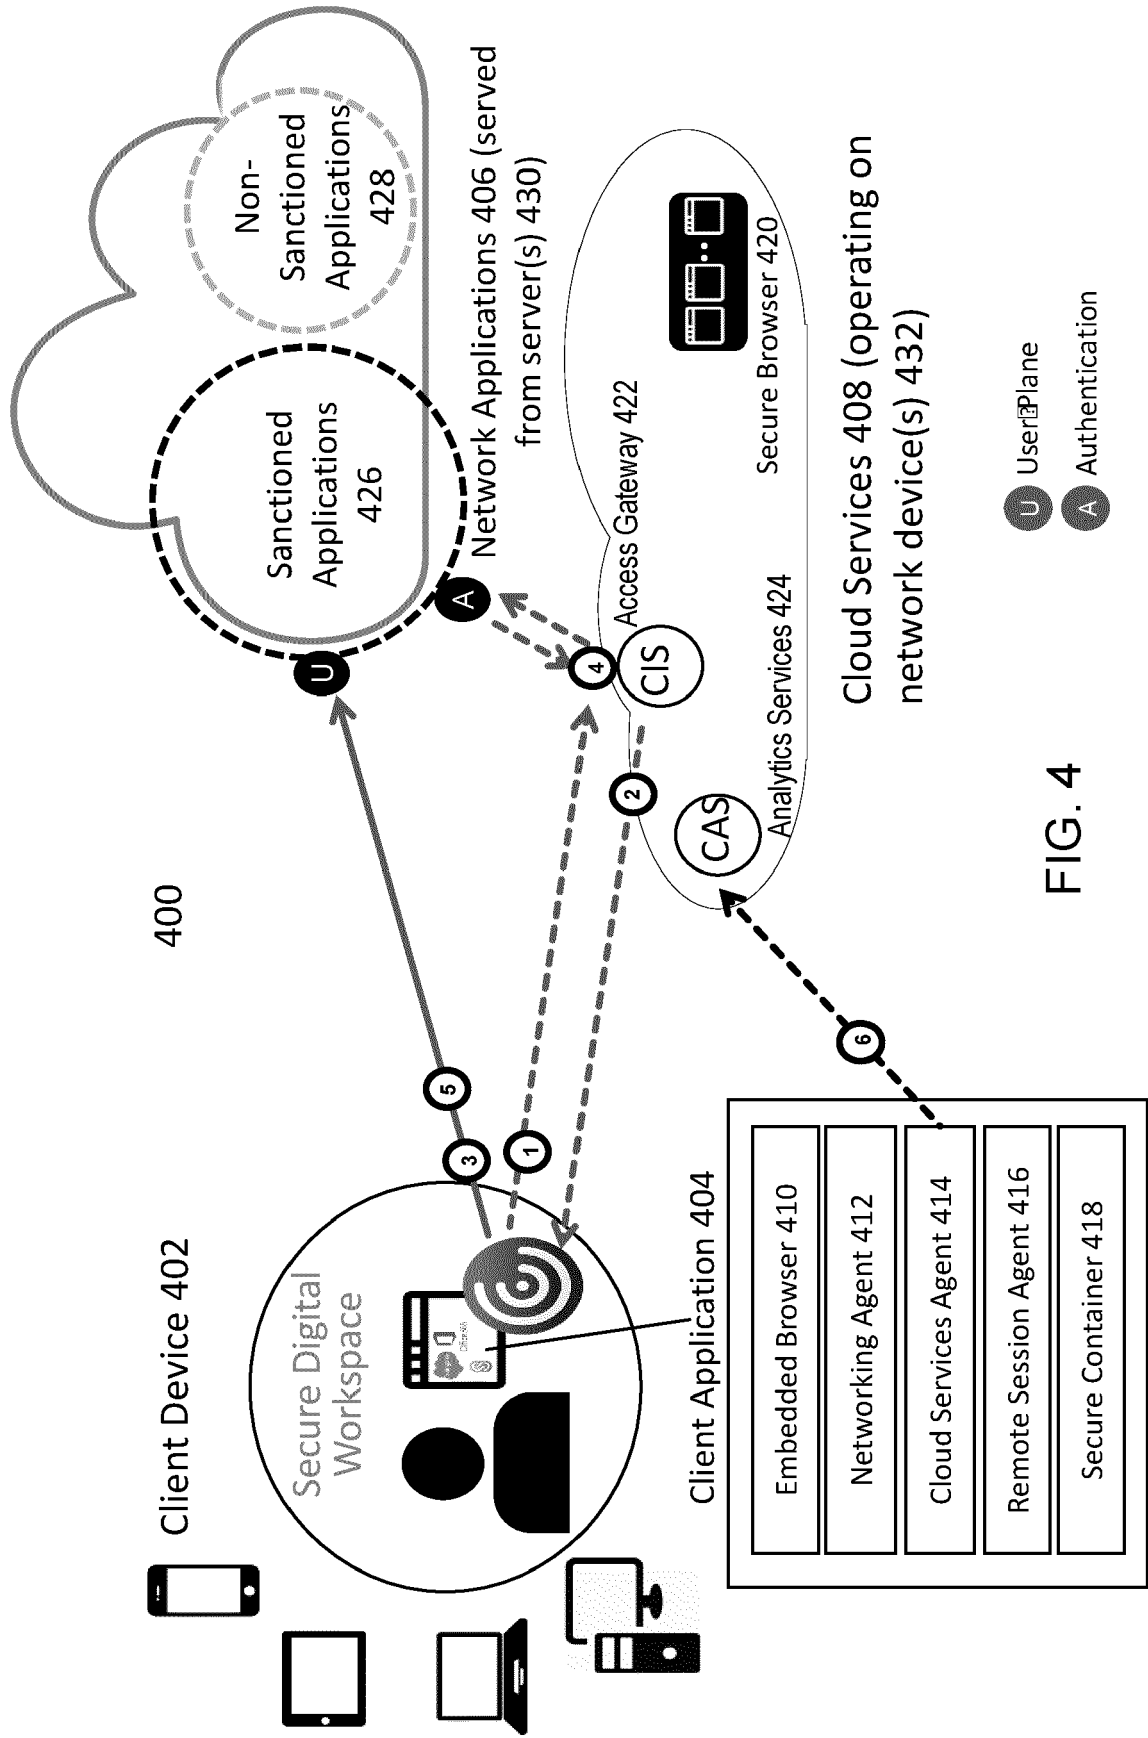 400
Client Device 402
Secure Digital
Workspace
Client Application 404
Embedded Browser 410
Networking Agent 412
Cloud Services Agent 414
Remote Session Agent 416
Secure Container 418
3
5
1
2
4
6
U
A
Sanctioned
Applications
426
Non-
Sanctioned
Applications
428
Network Applications 406 (served
from server(s) 430)
Access Gateway 422
CIS
CAS
Analytics Services 424
Secure Browser 420
Cloud Services 408 (operating on
network device(s) 432)
U User Plane
A Authentication
FIG. 4